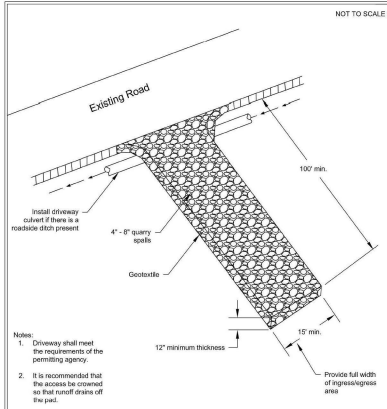 NOT TO SCALE
Existing Road
100' min.
Install driveway
culvert if there is a
roadside ditch present
4" - 8" quarry
spalls
Geotextile
12" minimum thickness
15' min.
Provide full width
of ingress/egress
area
Notes:
1. Driveway shall meet
the requirements of the
permitting agency.
2. It is recommended that
the access be crowned
so that runoff drains off
the pad.